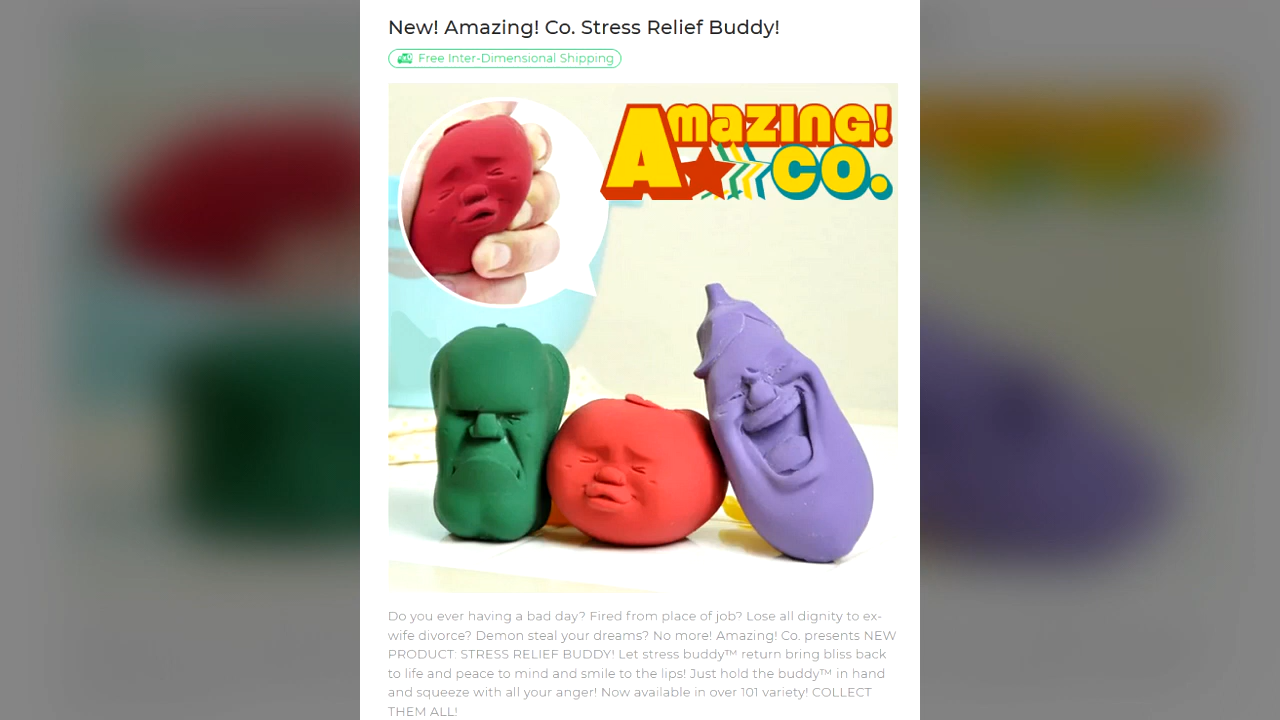 New! Amazing! Co. Stress Relief Buddy!
Free Inter-Dimensional Shipping
Amazing!
Co.
Do you ever having a bad day? Fired from place of job? Lose all dignity to ex-
wife divorce? Demon steal your dreams? No more! Amazing! Co. presents NEW
PRODUCT: STRESS RELIEF BUDDY! Let stress buddy™ return bring bliss back
to life and peace to mind and smile to the lips! Just hold the buddy™ in hand
and squeeze with all your anger! Now available in over 101 variety! COLLECT
THEM ALL!